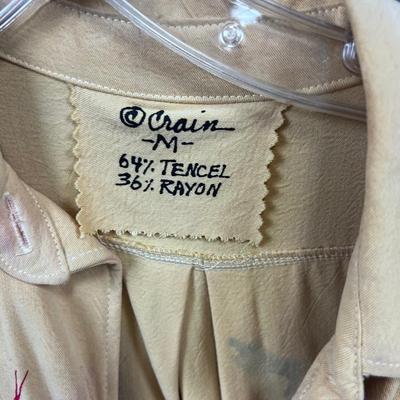 © Crain
-M-
64% TENCEL
36% RAYON